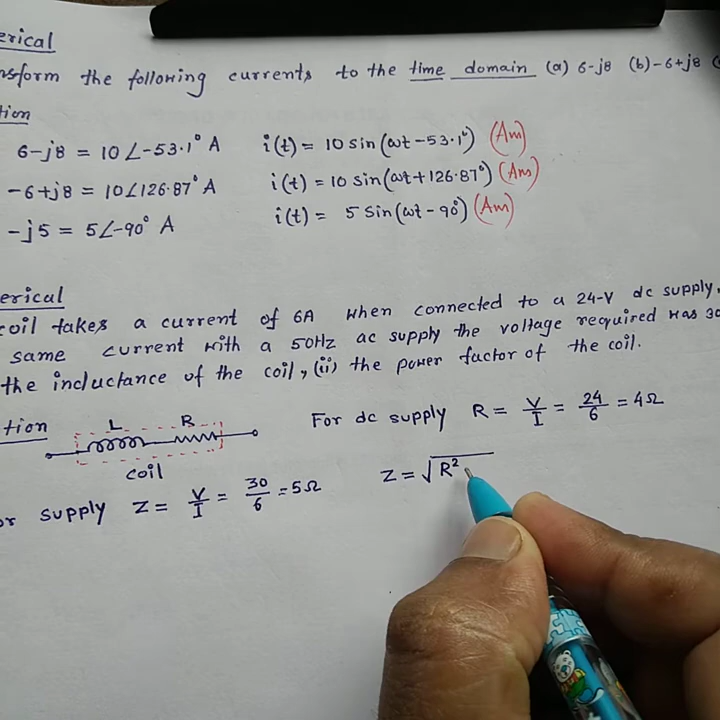 erical
nsform the following currents to the time domain (a) 6-j8 (b) -6+j8 (
tion
6-j8 = 10∠-53.1° A i(t) = 10 sin(ωt-53.1°) (Am)
-6+j8 = 10∠126.87° A i(t) = 10 sin(ωt+126.87°) (Am)
-j5 = 5∠-90° A i(t) = 5 sin(ωt-90°) (Am)
erical
coil takes a current of 6A when connected to a 24-V dc supply.
same current with a 50Hz ac supply the voltage required was 30
the inductance of the coil, (ii) the power factor of the coil.
tion L R For dc supply R = V/I = 24/6 = 4Ω
coil
or supply Z = V/I = 30/6 = 5Ω Z = √R²